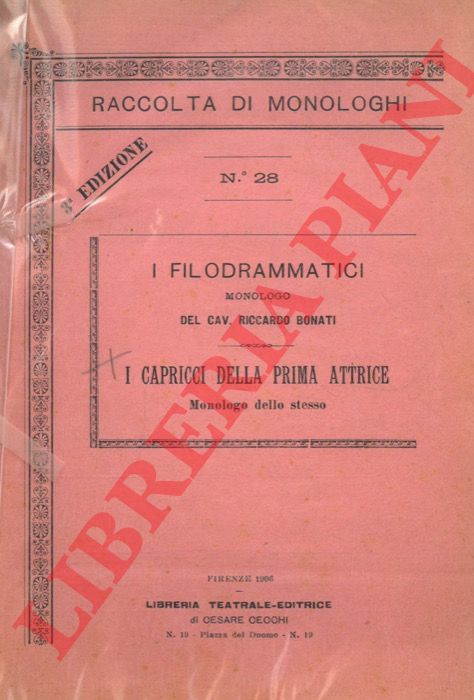 RACCOLTA DI MONOLOGHI
3ª EDIZIONE
N.º 28
I FILODRAMMATICI
MONOLOGO
DEL CAV. RICCARDO BONATI
I CAPRICCI DELLA PRIMA ATTRICE
Monologo dello stesso
FIRENZE 1906
LIBRERIA TEATRALE-EDITRICE
di CESARE CECCHI
N. 19 - Piazza del Duomo - N. 19
LIBRERIA PIANI